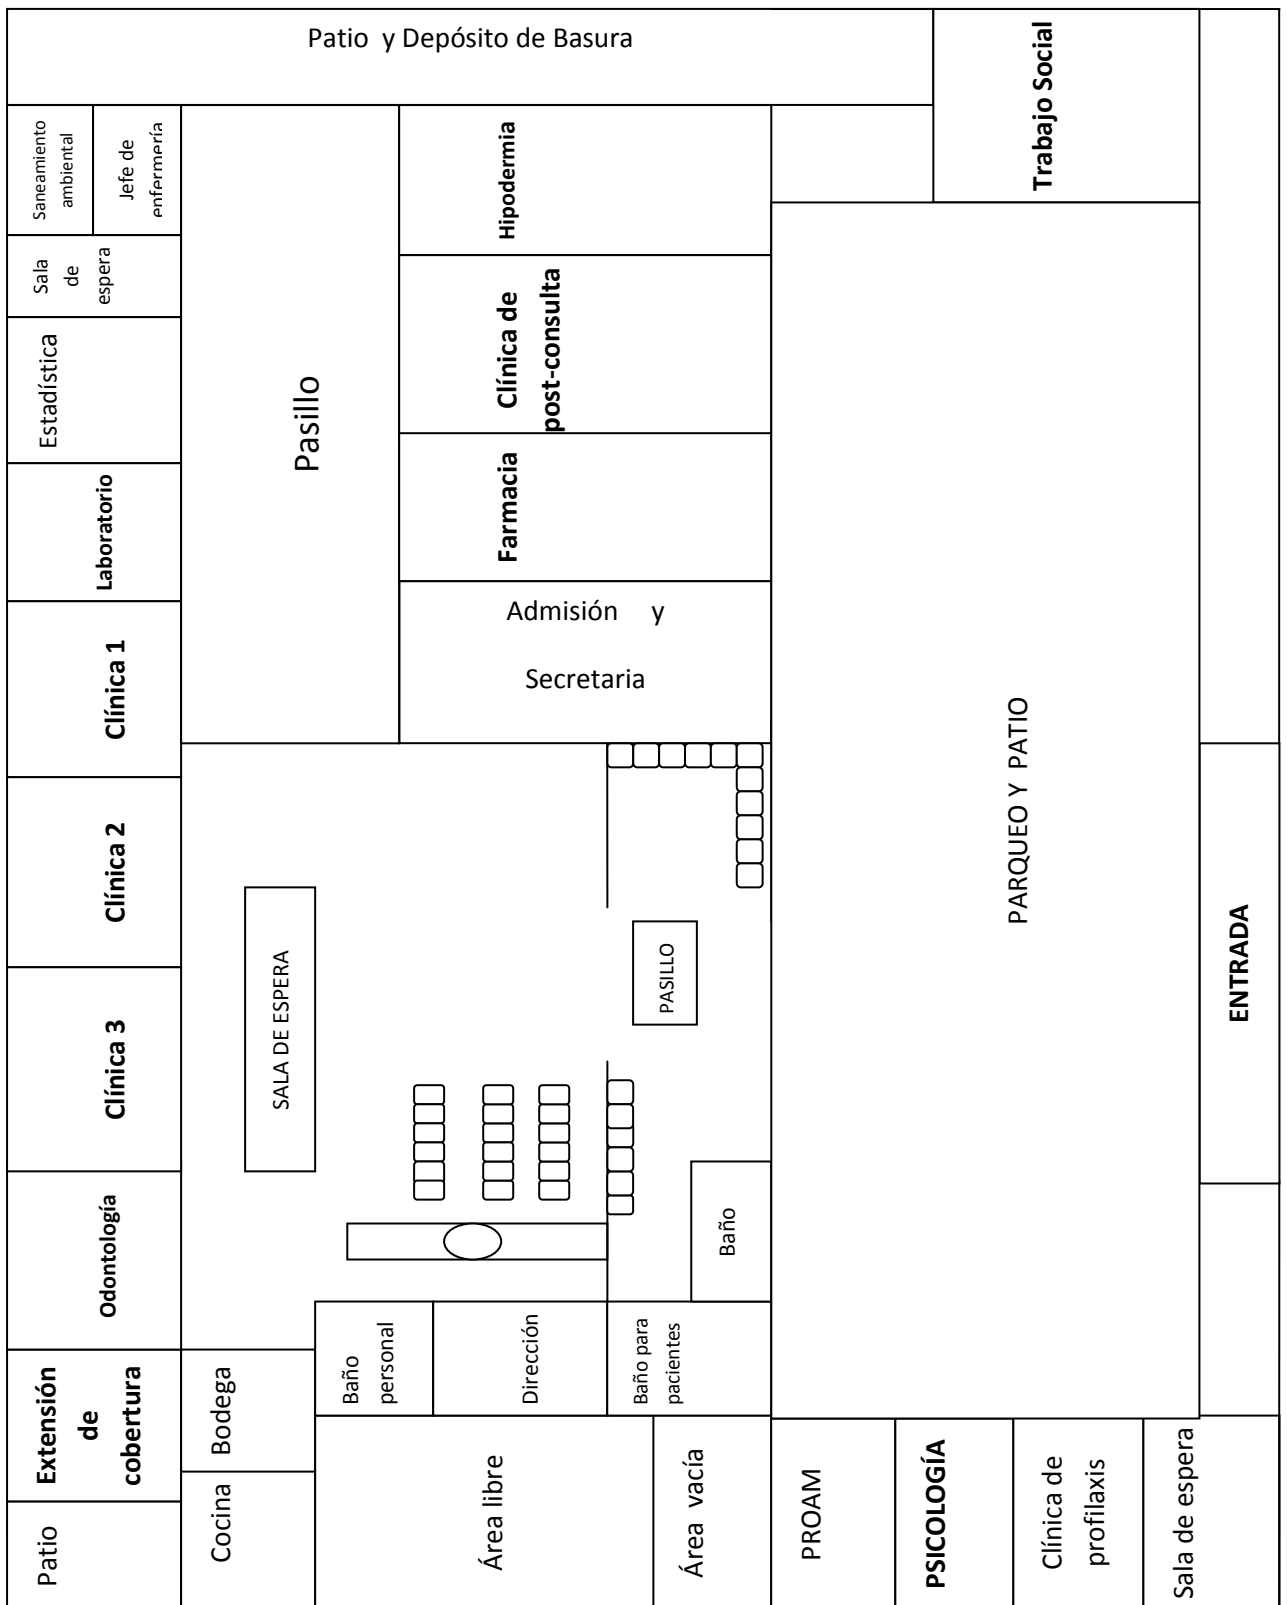 Patio y Depósito de Basura
Trabajo Social
Saneamiento
ambiental
Jefe de
enfermería
Hipodermia
Sala
de
espera
Clínica de
post-consulta
Estadística
Pasillo
Farmacia
Laboratorio
Admisión y
Secretaria
Clínica 1
PARQUEO Y PATIO
Clínica 2
SALA DE ESPERA
PASILLO
ENTRADA
Clínica 3
Odontología
Baño
Baño
personal
Dirección
Baño para
pacientes
Extensión
de
cobertura
Bodega
Patio
Cocina
Área libre
Área vacía
PROAM
PSICOLOGÍA
Clínica de
profilaxis
Sala de espera